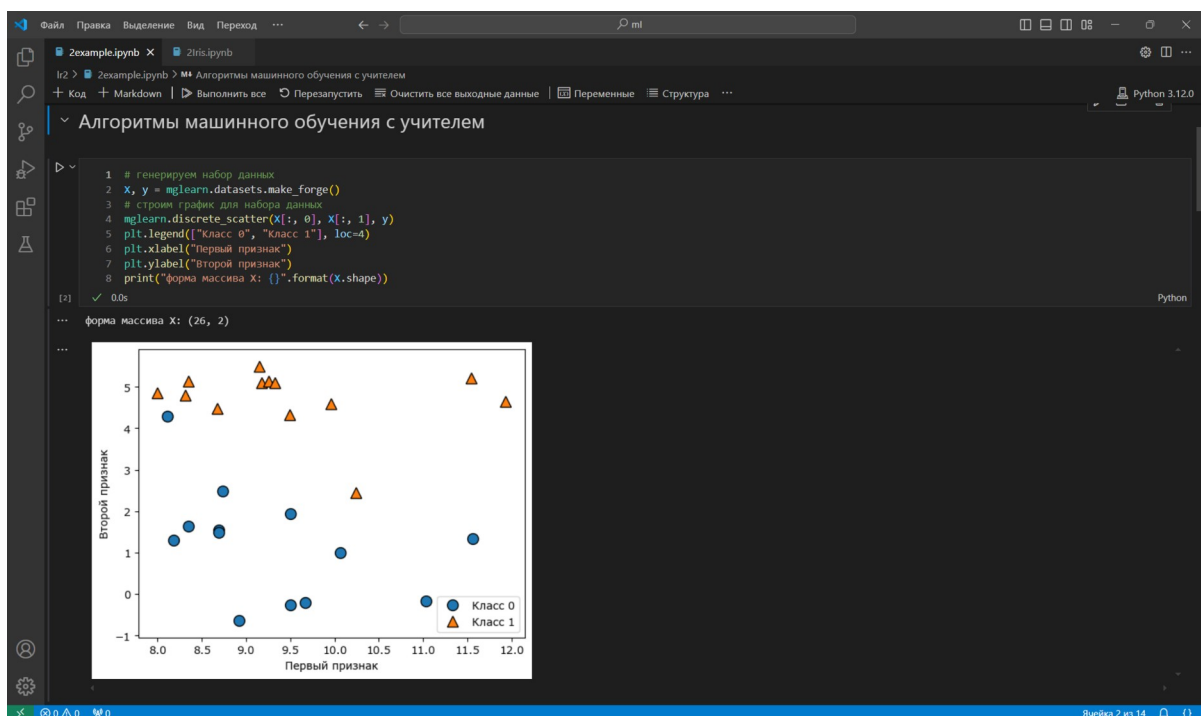 Файл Правка Выделение Вид Переход ··· ml
2example.ipynb 2Iris.ipynb
lr2 > 2example.ipynb > M+ Алгоритмы машинного обучения с учителем
+ Код + Markdown | Выполнить все Перезапустить Очистить все выходные данные | Переменные Структура ··· Python 3.12.0
Алгоритмы машинного обучения с учителем
1 # генерируем набор данных
2 X, y = mglearn.datasets.make_forge()
3 # строим график для набора данных
4 mglearn.discrete_scatter(X[:, 0], X[:, 1], y)
5 plt.legend(["Класс 0", "Класс 1"], loc=4)
6 plt.xlabel("Первый признак")
7 plt.ylabel("Второй признак")
8 print("форма массива X: {}".format(X.shape))
[2] ✓ 0.0s Python
··· форма массива X: (26, 2)
···
5
4
3
2
1
0
−1
Второй признак
Класс 0
Класс 1
8.0 8.5 9.0 9.5 10.0 10.5 11.0 11.5 12.0
Первый признак
0 0 0 Ячейка 2 из 14 {}